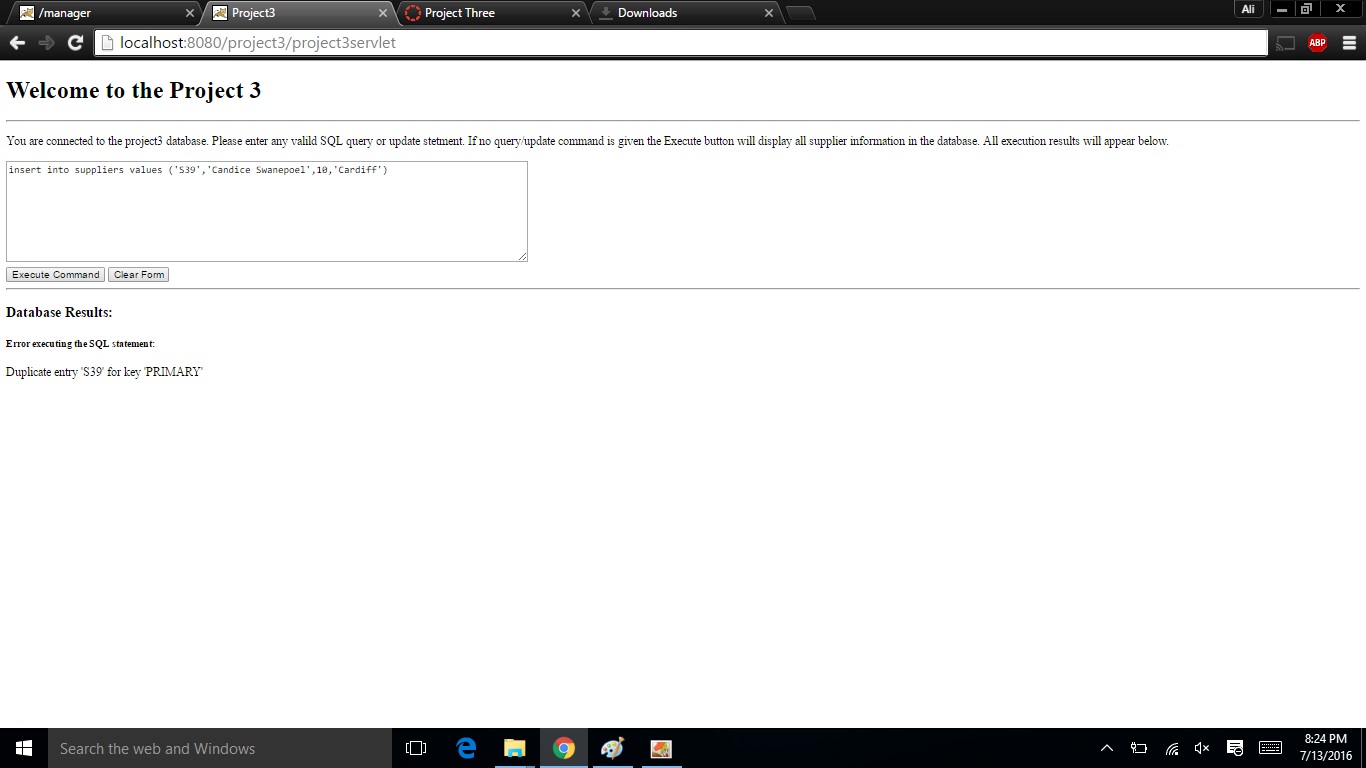 /manager
Project3
Project Three
Downloads
Ali
localhost:8080/project3/project3servlet
ABP
Welcome to the Project 3
You are connected to the project3 database. Please enter any valild SQL query or update stetment. If no query/update command is given the Execute button will display all supplier information in the database. All execution results will appear below.
insert into suppliers values ('S39','Candice Swanepoel',10,'Cardiff')
Execute Command
Clear Form
Database Results:
Error executing the SQL statement:
Duplicate entry 'S39' for key 'PRIMARY'
Search the web and Windows
8:24 PM
7/13/2016